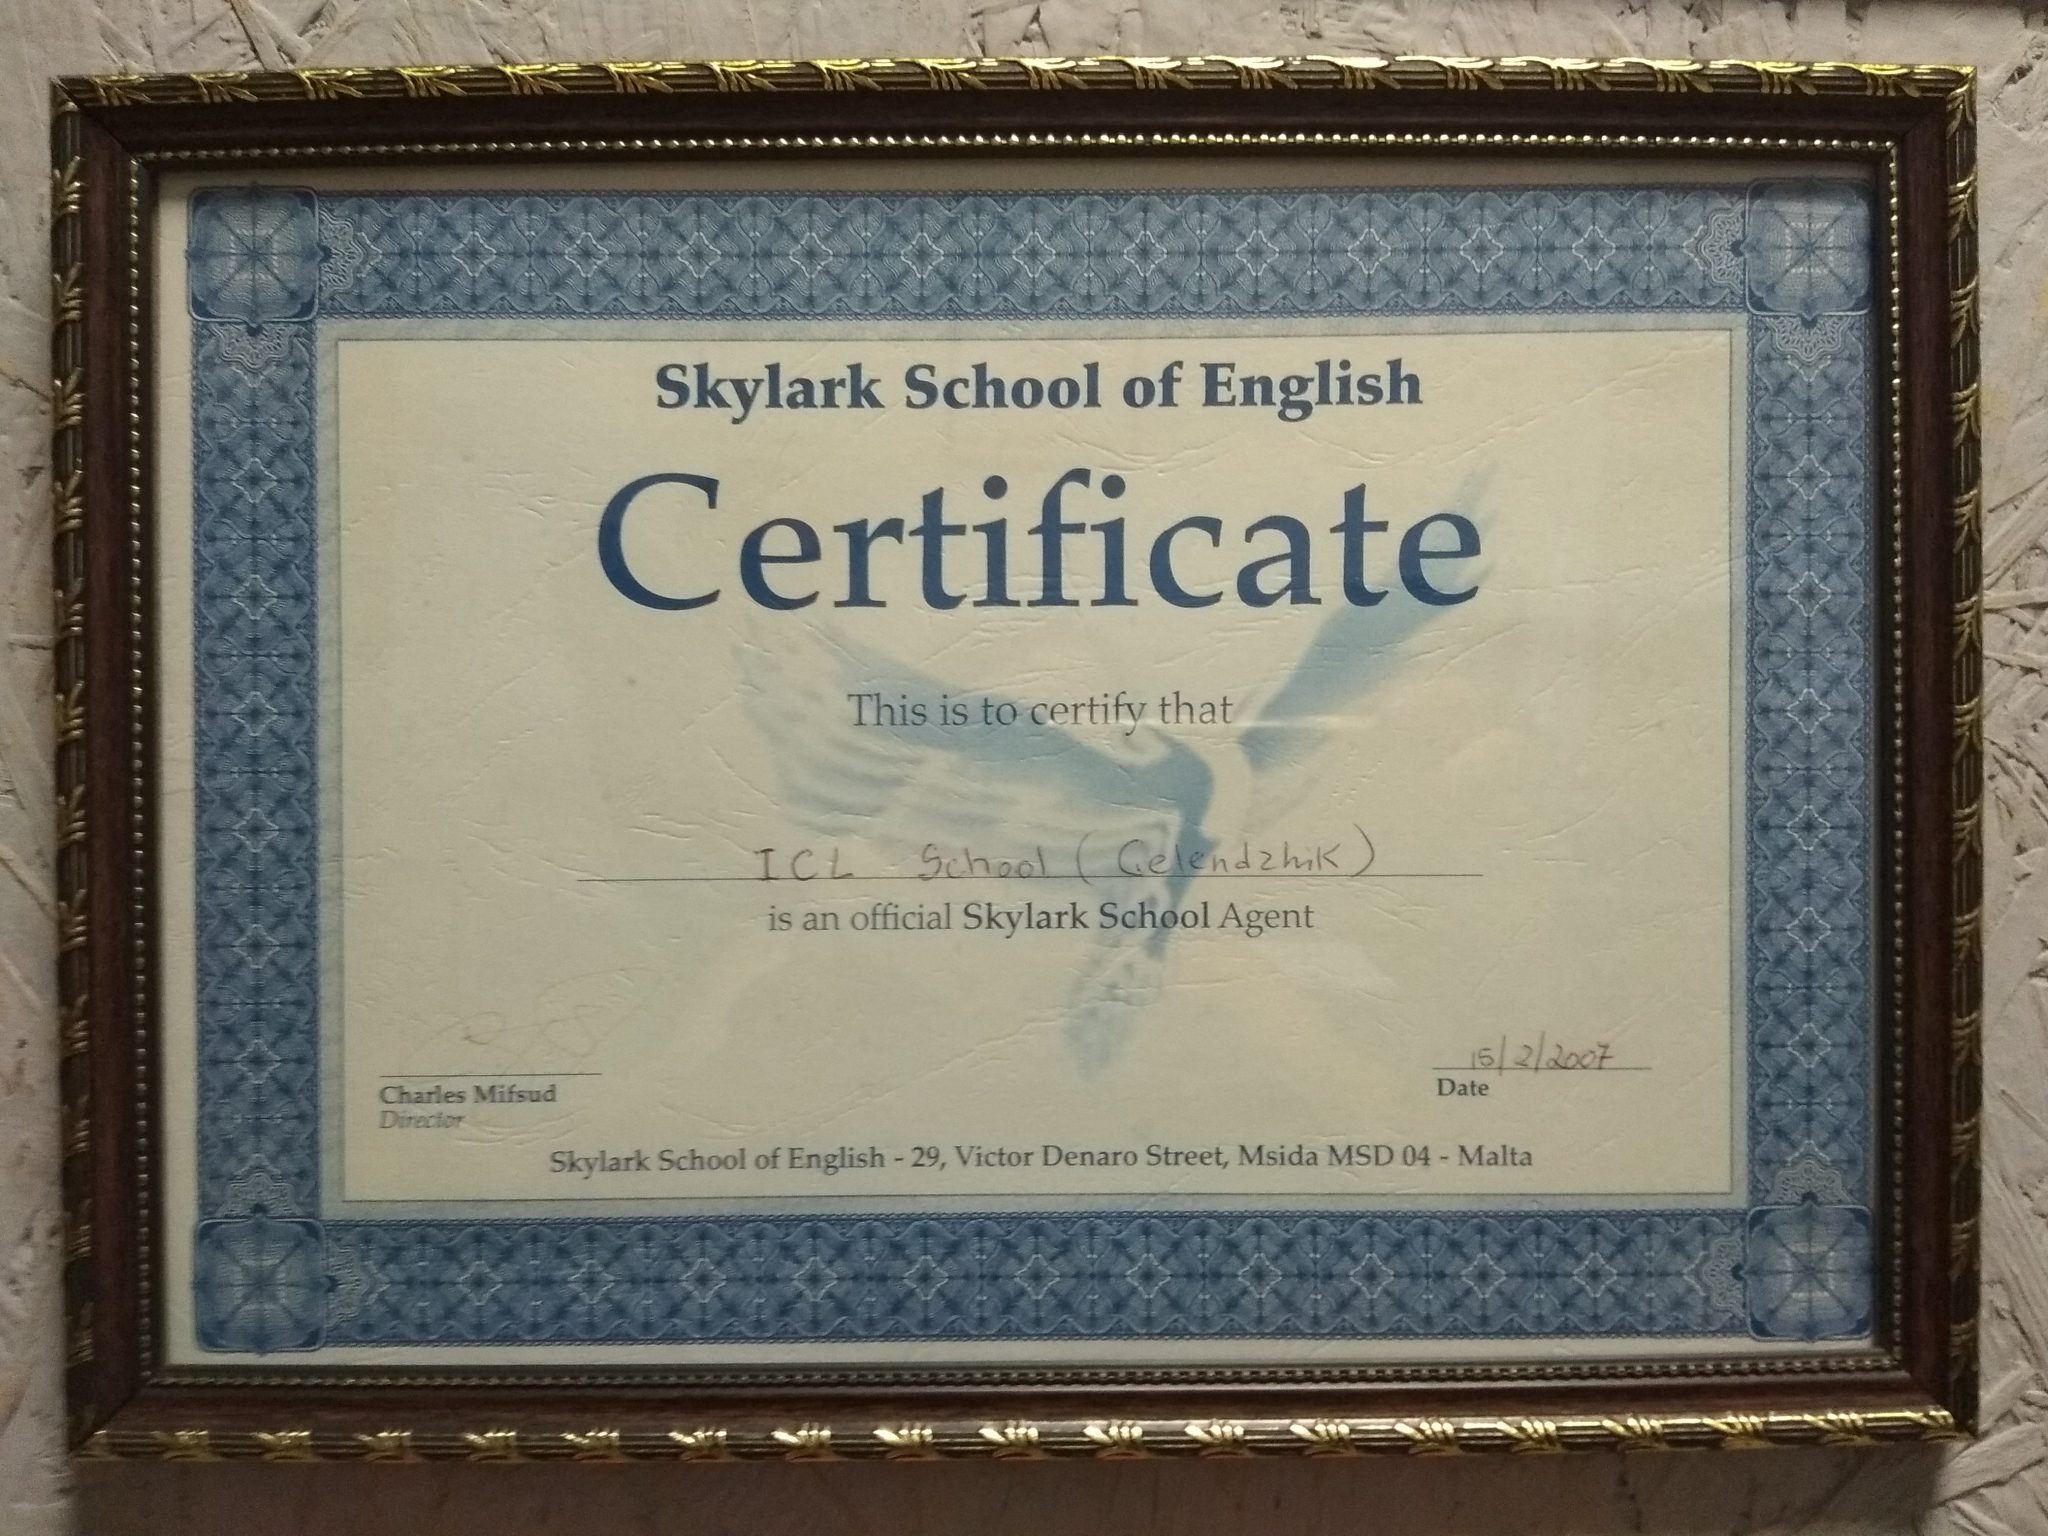 Skylark School of English
Certificate
This is to certify that
ICL School (Gelendzhik)
is an official Skylark School Agent
15/2/2007
Charles Mifsud
Date
Director
Skylark School of English - 29, Victor Denaro Street, Msida MSD 04 - Malta